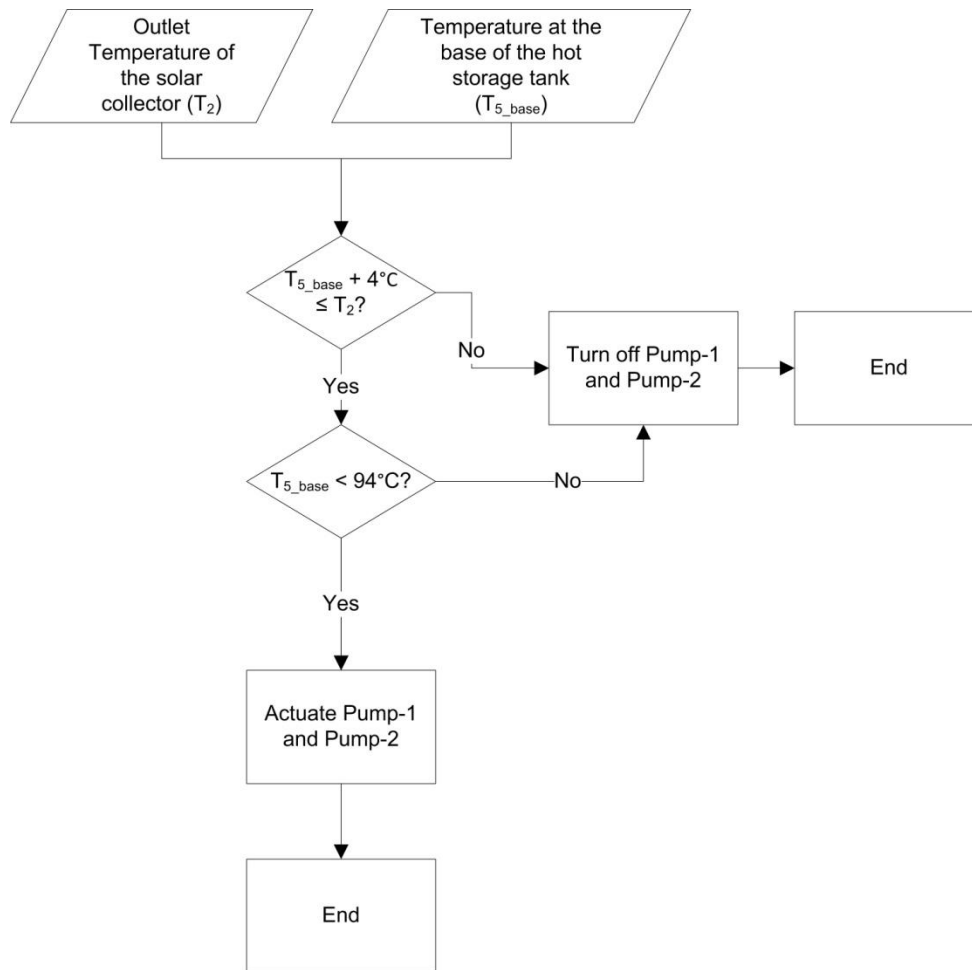 Outlet
Temperature of
the solar
collector (T₂)
Temperature at the
base of the hot
storage tank
(T₅_base)
T₅_base + 4°C
≤ T₂?
No
Turn off Pump-1
and Pump-2
End
Yes
T₅_base < 94°C?
No
Yes
Actuate Pump-1
and Pump-2
End